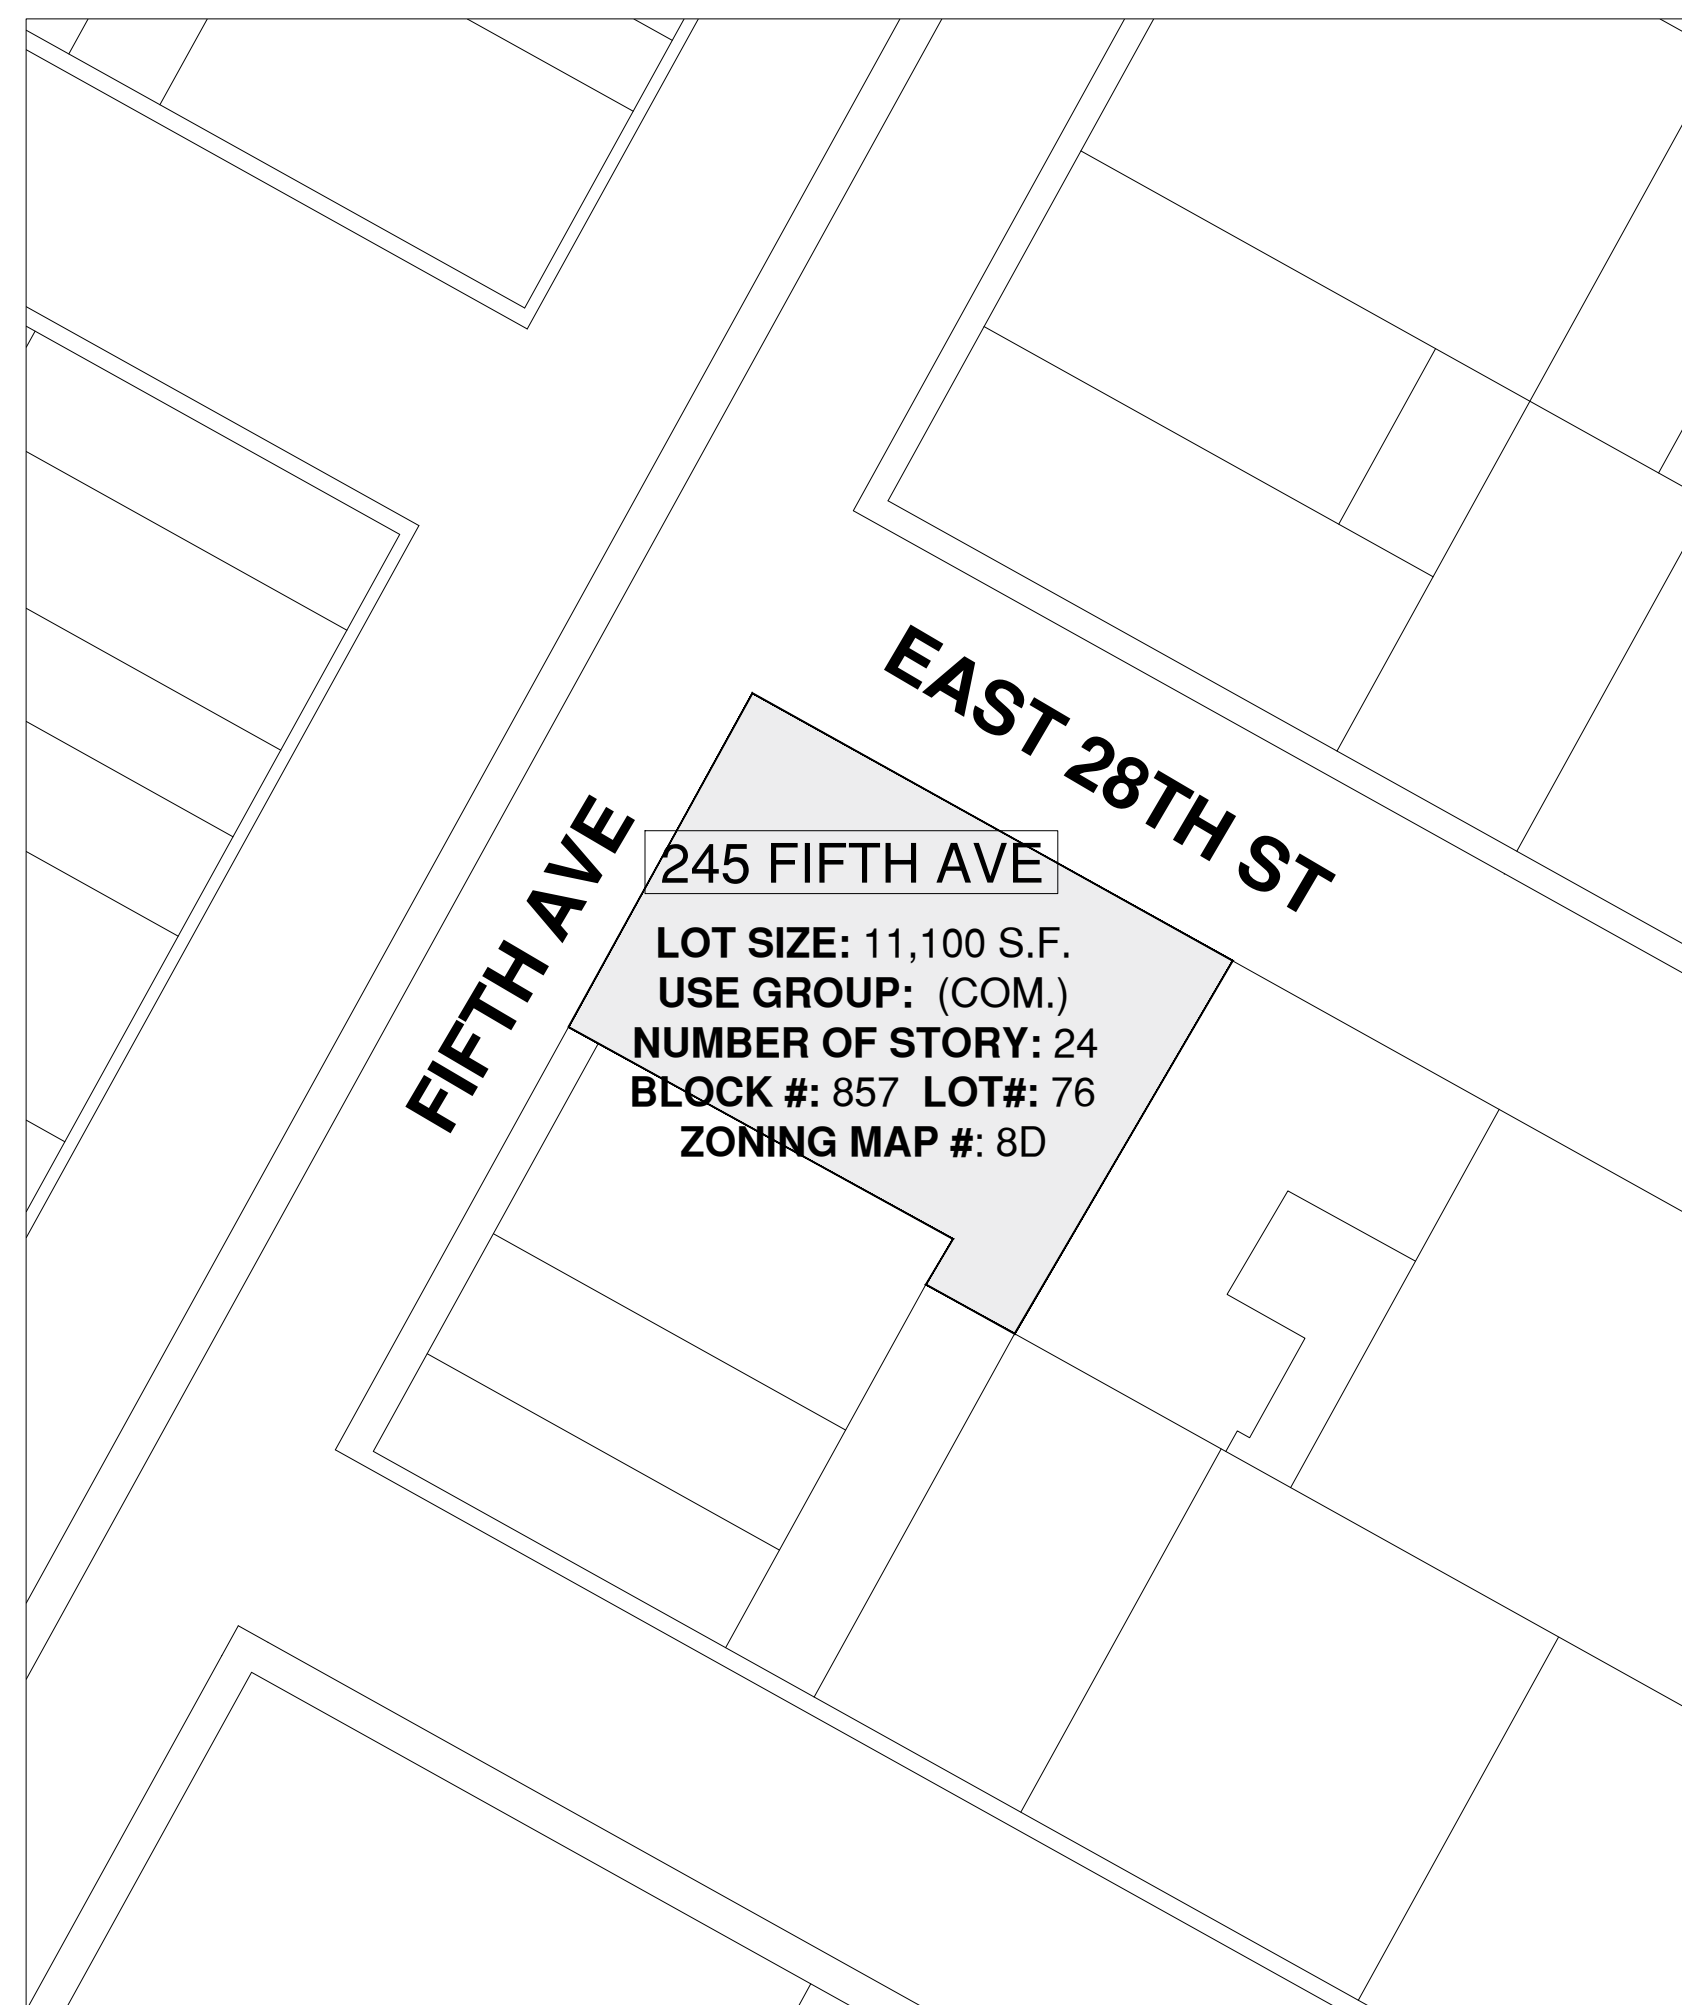 EAST 28TH ST
FIFTH AVE
245 FIFTH AVE
LOT SIZE: 11,100 S.F.
USE GROUP: (COM.)
NUMBER OF STORY: 24
BLOCK #: 857 LOT#: 76
ZONING MAP #: 8D